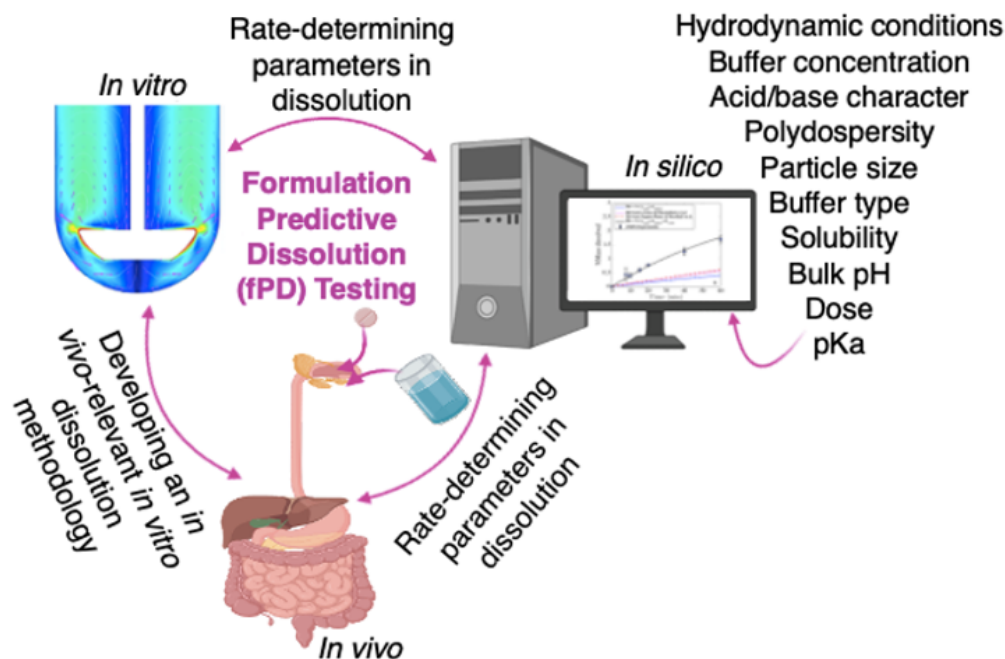 Rate-determining
parameters in
dissolution
In vitro
Formulation
Predictive
Dissolution
(fPD) Testing
In silico
Hydrodynamic conditions
Buffer concentration
Acid/base character
Polydospersity
Particle size
Buffer type
Solubility
Bulk pH
Dose
pKa
Developing an in
vivo-relevant in vitro
dissolution
methodology
Rate-determining
parameters in
dissolution
In vivo